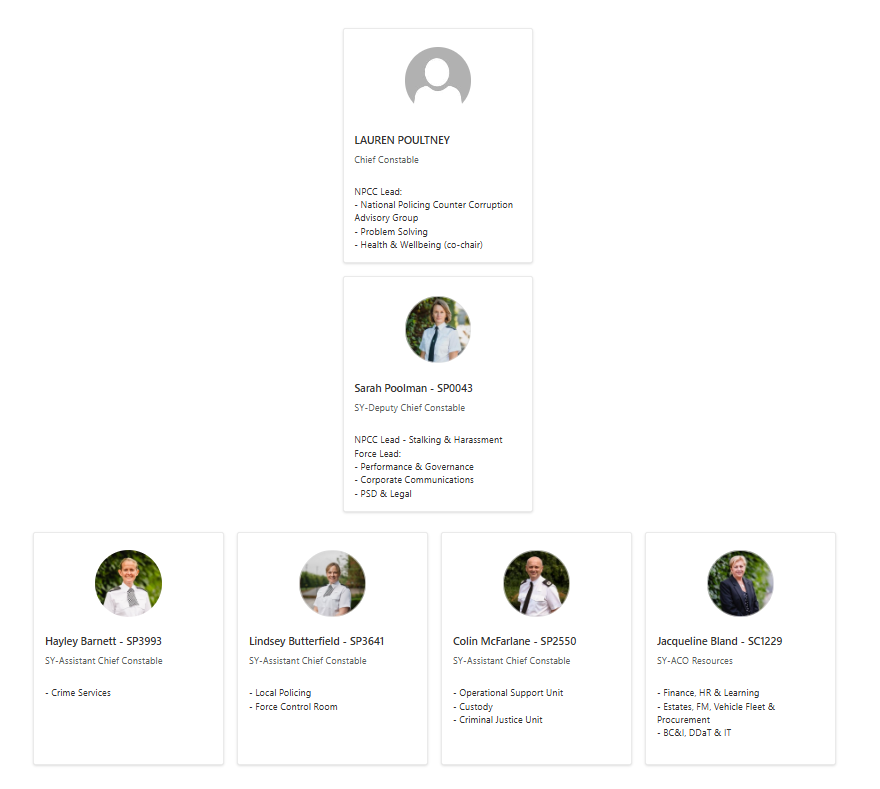 LAUREN POULTNEY
Chief Constable
NPCC Lead:
- National Policing Counter Corruption
Advisory Group
- Problem Solving
- Health & Wellbeing (co-chair)
Sarah Poolman - SP0043
SY-Deputy Chief Constable
NPCC Lead - Stalking & Harassment
Force Lead:
- Performance & Governance
- Corporate Communications
- PSD & Legal
Hayley Barnett - SP3993
SY-Assistant Chief Constable
- Crime Services
Lindsey Butterfield - SP3641
SY-Assistant Chief Constable
- Local Policing
- Force Control Room
Colin McFarlane - SP2550
SY-Assistant Chief Constable
- Operational Support Unit
- Custody
- Criminal Justice Unit
Jacqueline Bland - SC1229
SY-ACO Resources
- Finance, HR & Learning
- Estates, FM, Vehicle Fleet &
Procurement
- BC&I, DDaT & IT